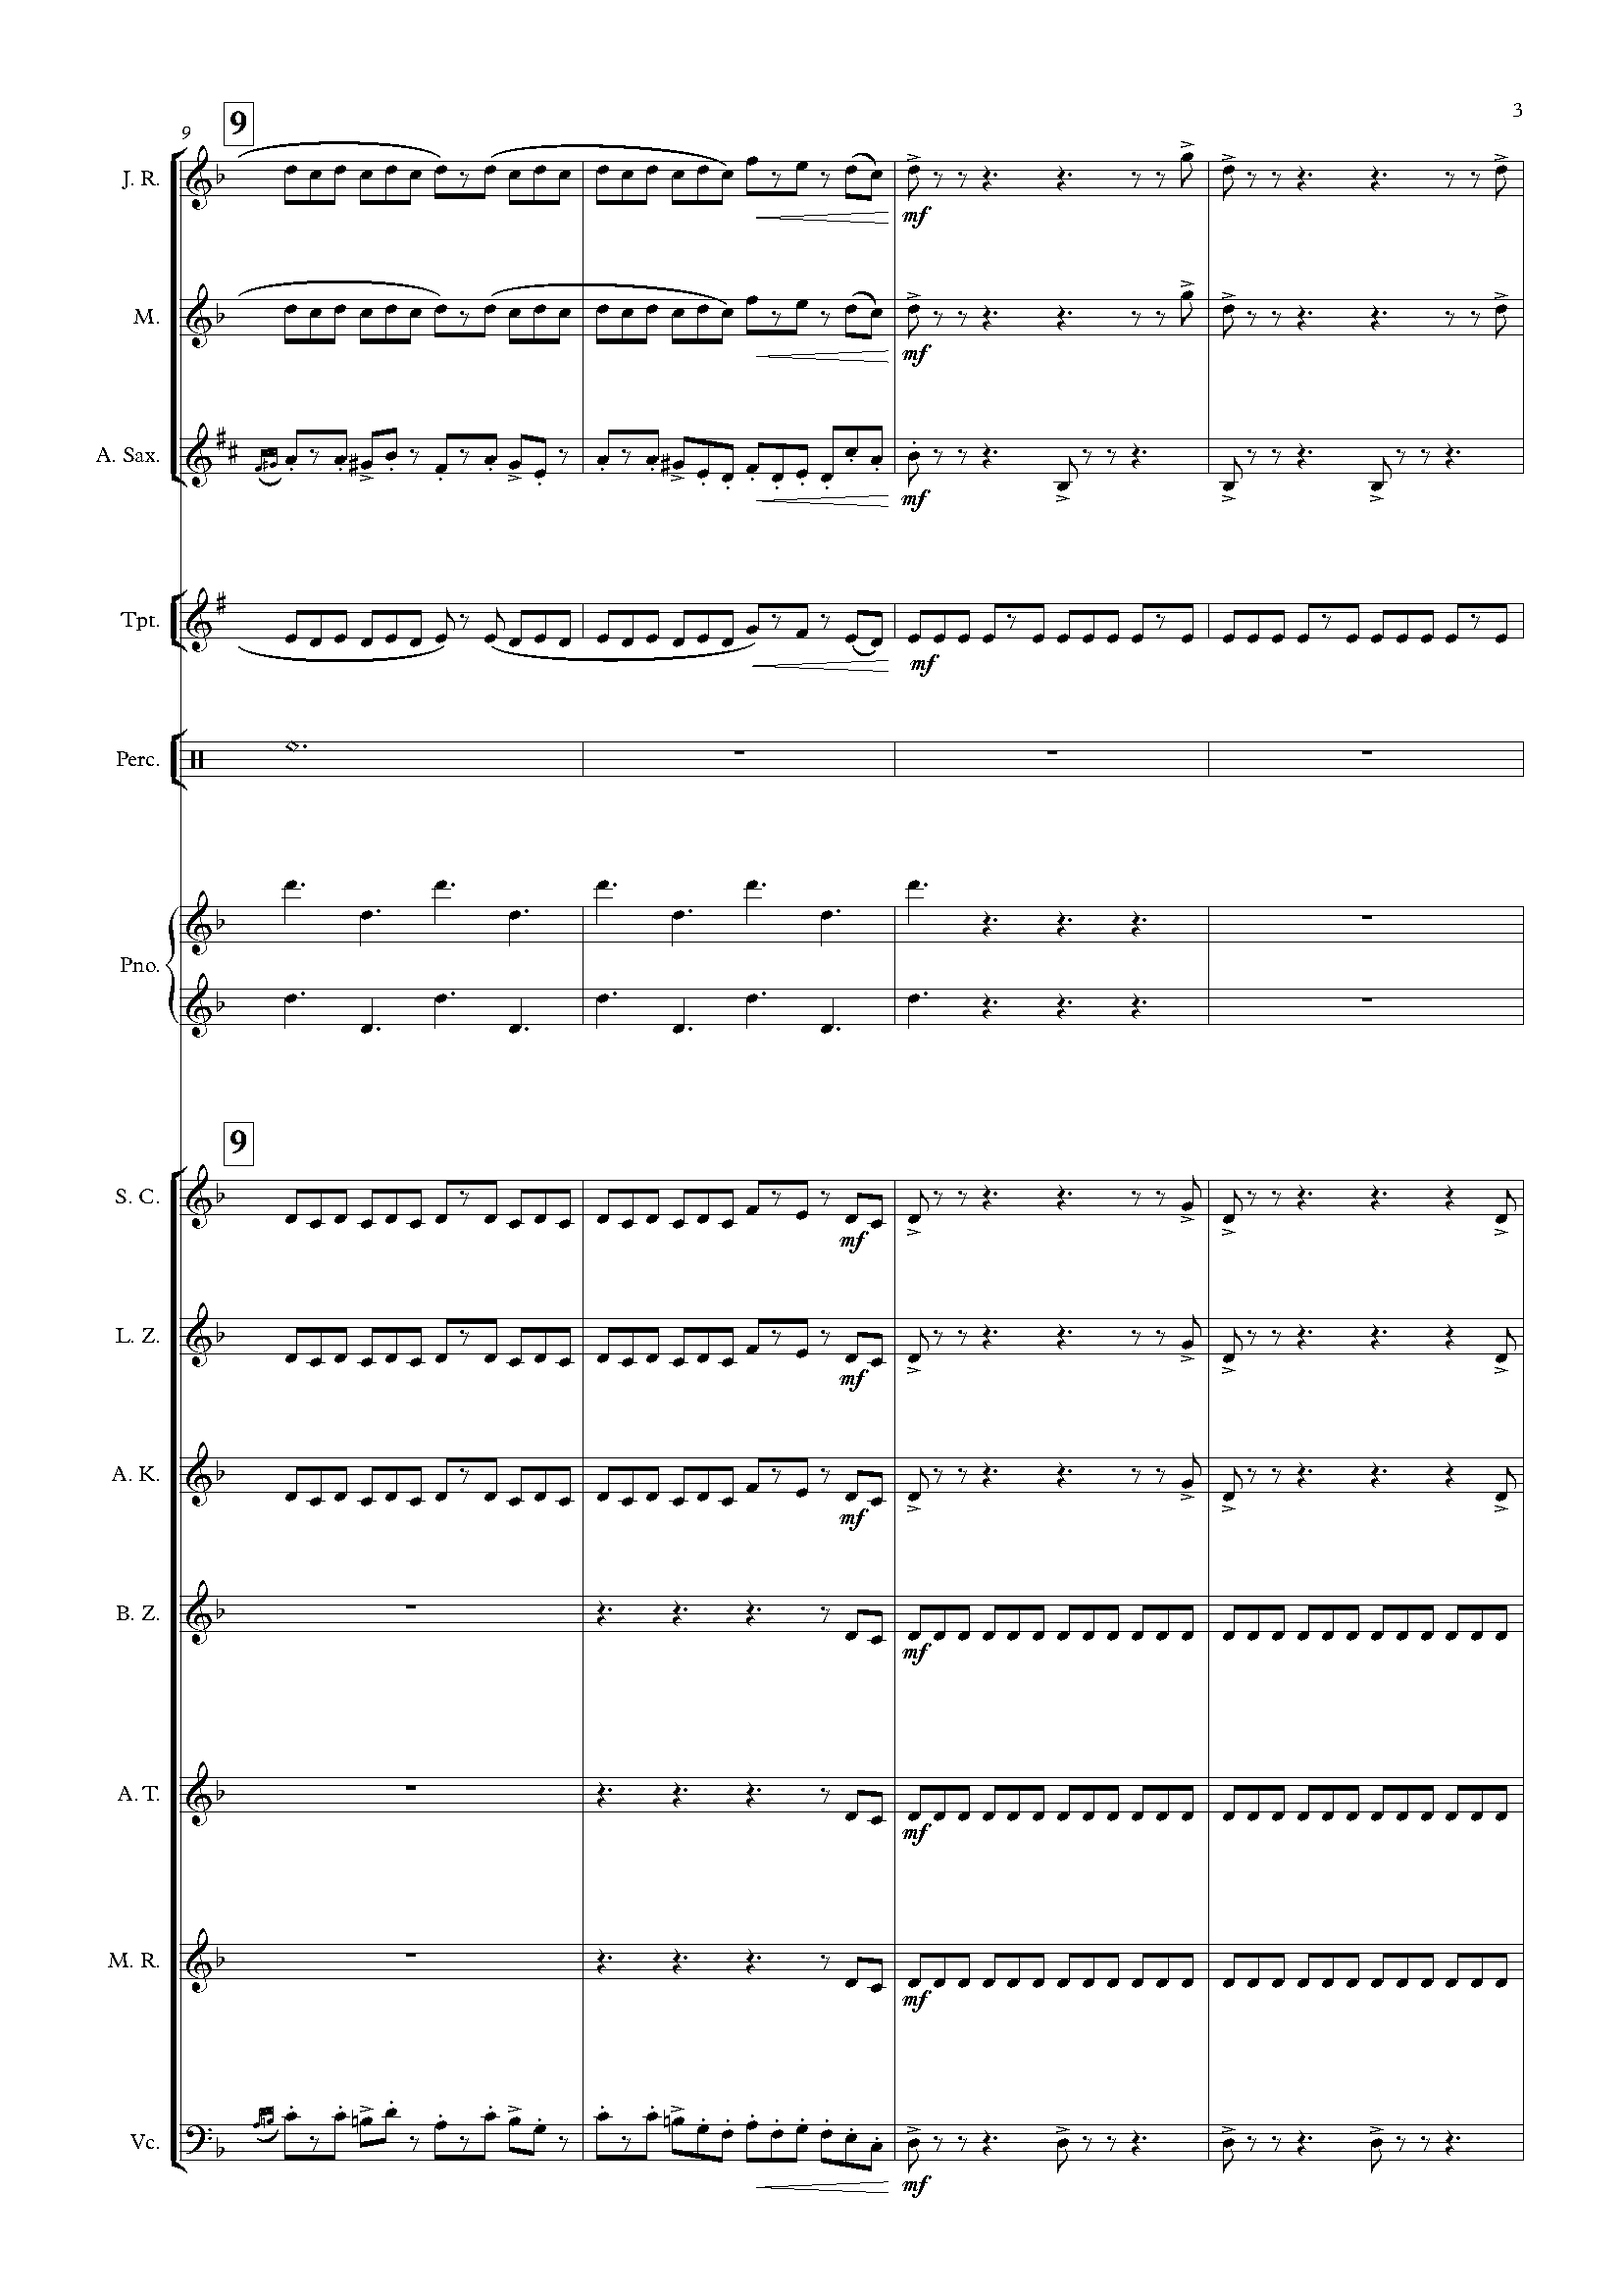 3
9
9
J. R.
mf
M.
mf
A. Sax.
mf
Tpt.
mf
Perc.
Pno.
9
S. C.
mf
L. Z.
mf
A. K.
mf
B. Z.
mf
A. T.
mf
M. R.
mf
Vc.
mf